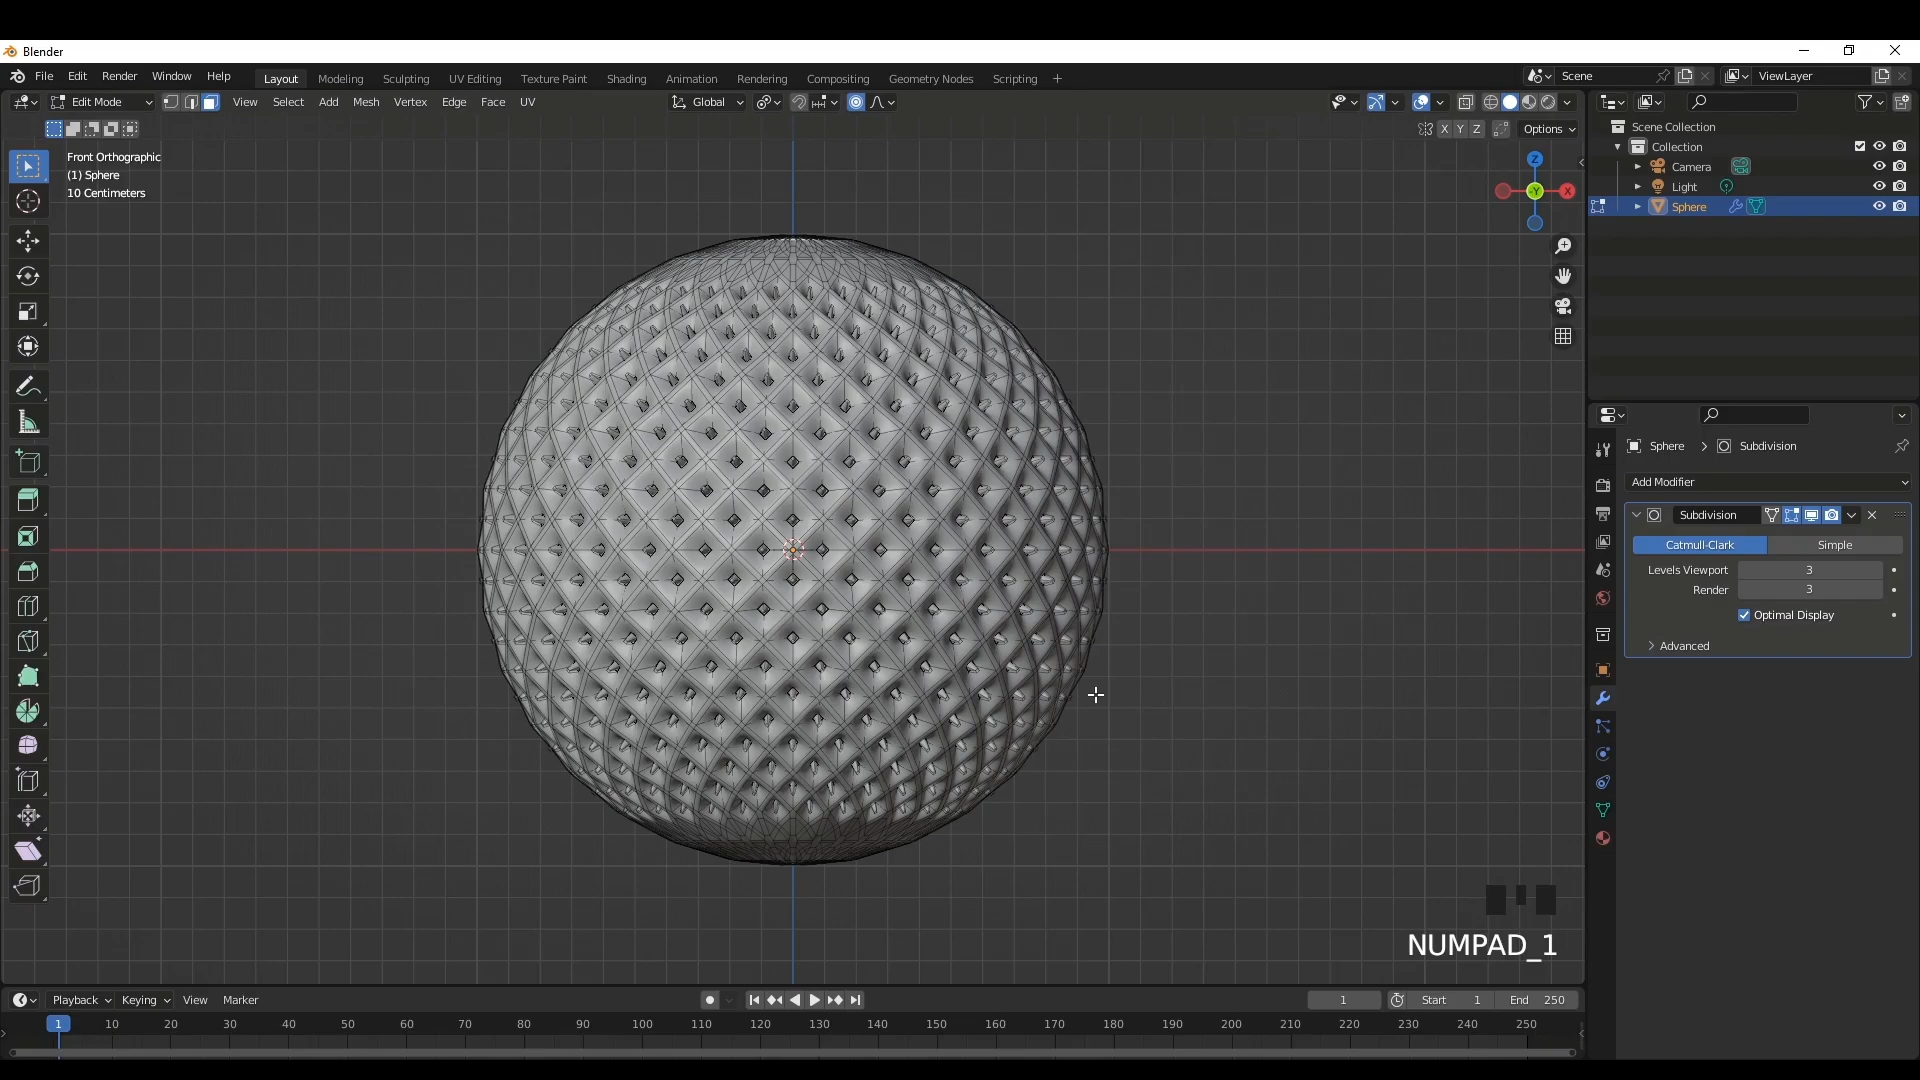 Blender
File Edit Render Window Help Layout Modeling Sculpting UV Editing Texture Paint Shading Animation Rendering Compositing Geometry Nodes Scripting + Scene ViewLayer
Edit Mode View Select Add Mesh Vertex Edge Face UV Global
X Y Z Options
Front Orthographic
(1) Sphere
10 Centimeters
Z
X
-Y
Scene Collection
Collection
Camera
Light
Sphere
Sphere > Subdivision
Add Modifier
Subdivision
Catmull-Clark Simple
Levels Viewport 3
Render 3
Optimal Display
Advanced
NUMPAD_1
Playback Keying View Marker 1 Start 1 End 250
1 10 20 30 40 50 60 70 80 90 100 110 120 130 140 150 160 170 180 190 200 210 220 230 240 250